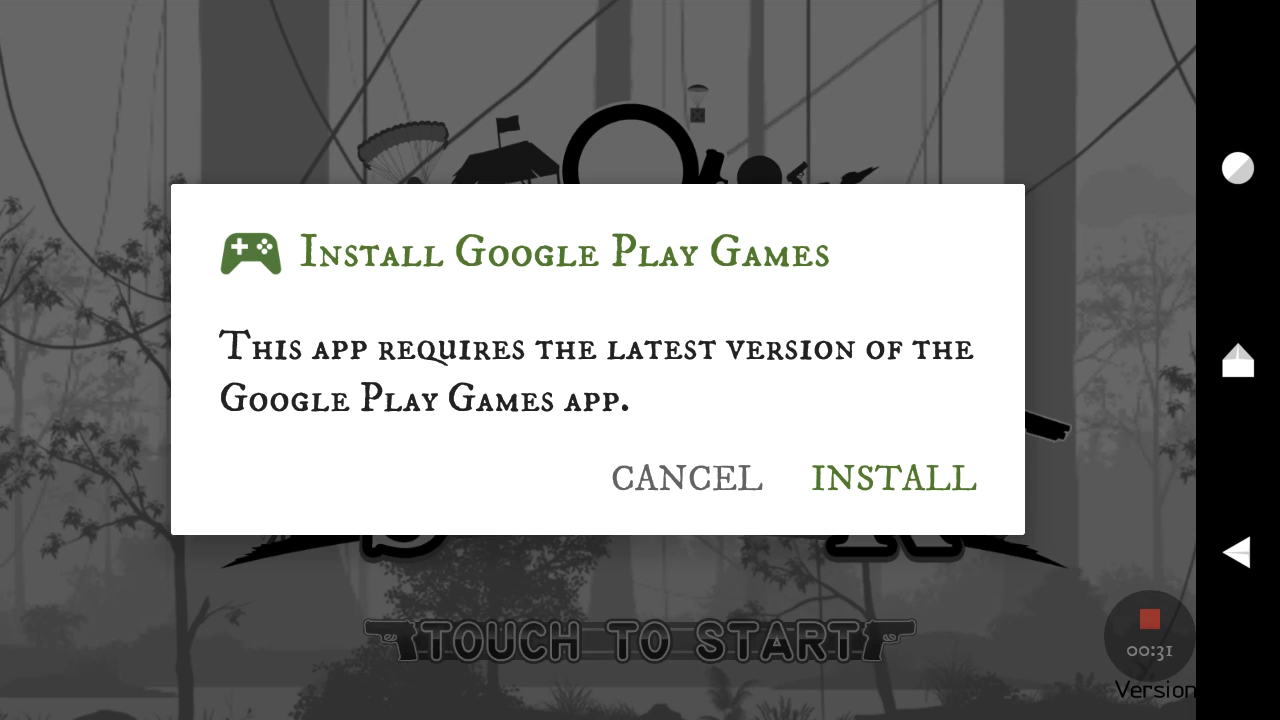 Install Google Play Games
This app requires the latest version of the
Google Play Games app.
CANCEL INSTALL
TOUCH TO START
00:31
Version